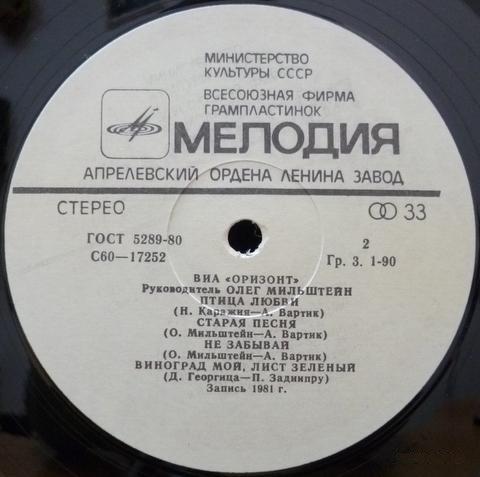 МИНИСТЕРСТВО
КУЛЬТУРЫ СССР
ВСЕСОЮЗНАЯ ФИРМА
ГРАМПЛАСТИНОК
МЕЛОДИЯ
АПРЕЛЕВСКИЙ ОРДЕНА ЛЕНИНА ЗАВОД
СТЕРЕО 33
ГОСТ 5289-80 2
С60—17252 Гр. 3. 1-90
ВИА «ОРИЗОНТ»
Руководитель ОЛЕГ МИЛЬШТЕЙН
ПТИЦА ЛЮБВИ
(Н. Каражия—А. Вартик)
СТАРАЯ ПЕСНЯ
(О. Мильштейн—А. Вартик)
НЕ ЗАБЫВАЙ
(О. Мильштейн—А. Вартик)
ВИНОГРАД МОЙ, ЛИСТ ЗЕЛЕНЫЙ
(Д. Георгица—П. Заднипру)
Запись 1981 г.